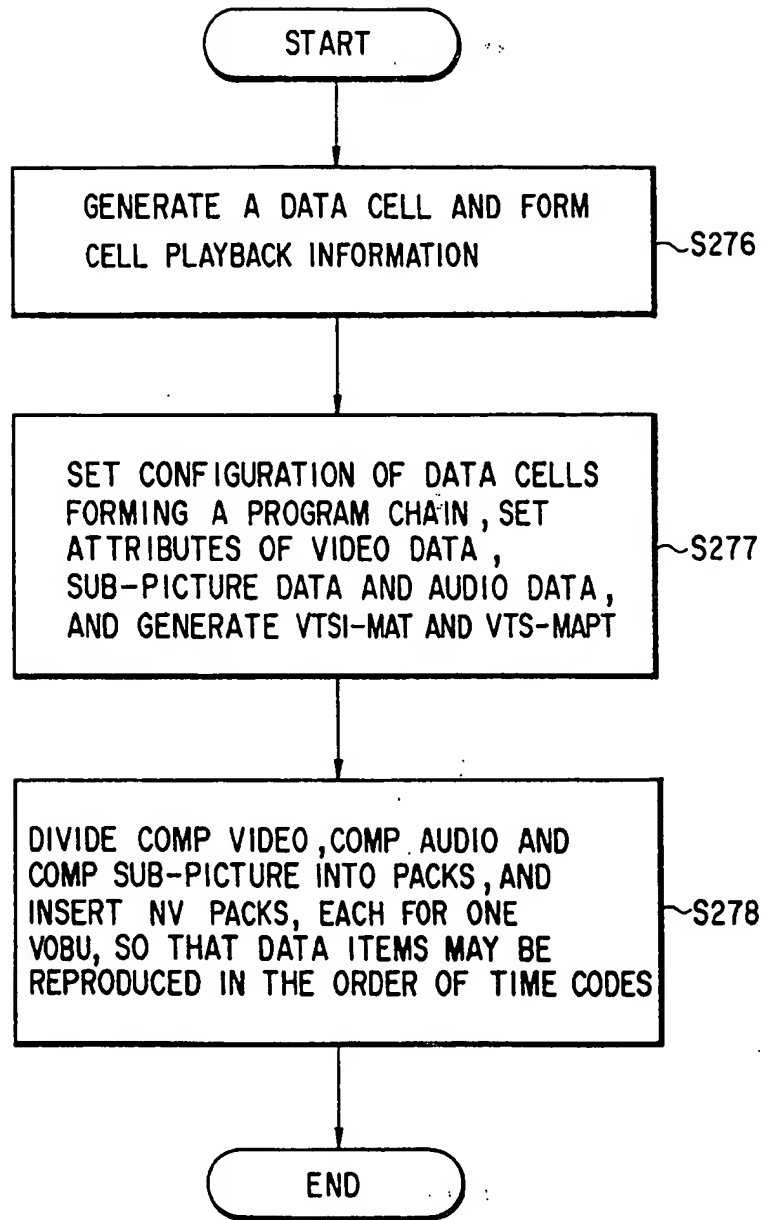 START
GENERATE A DATA CELL AND FORM
CELL PLAYBACK INFORMATION
~S276
SET CONFIGURATION OF DATA CELLS
FORMING A PROGRAM CHAIN, SET
ATTRIBUTES OF VIDEO DATA,
SUB-PICTURE DATA AND AUDIO DATA,
AND GENERATE VTSI-MAT AND VTS-MAPT
~S277
DIVIDE COMP VIDEO, COMP AUDIO AND
COMP SUB-PICTURE INTO PACKS, AND
INSERT NV PACKS, EACH FOR ONE
VOBU, SO THAT DATA ITEMS MAY BE
REPRODUCED IN THE ORDER OF TIME CODES
~S278
END